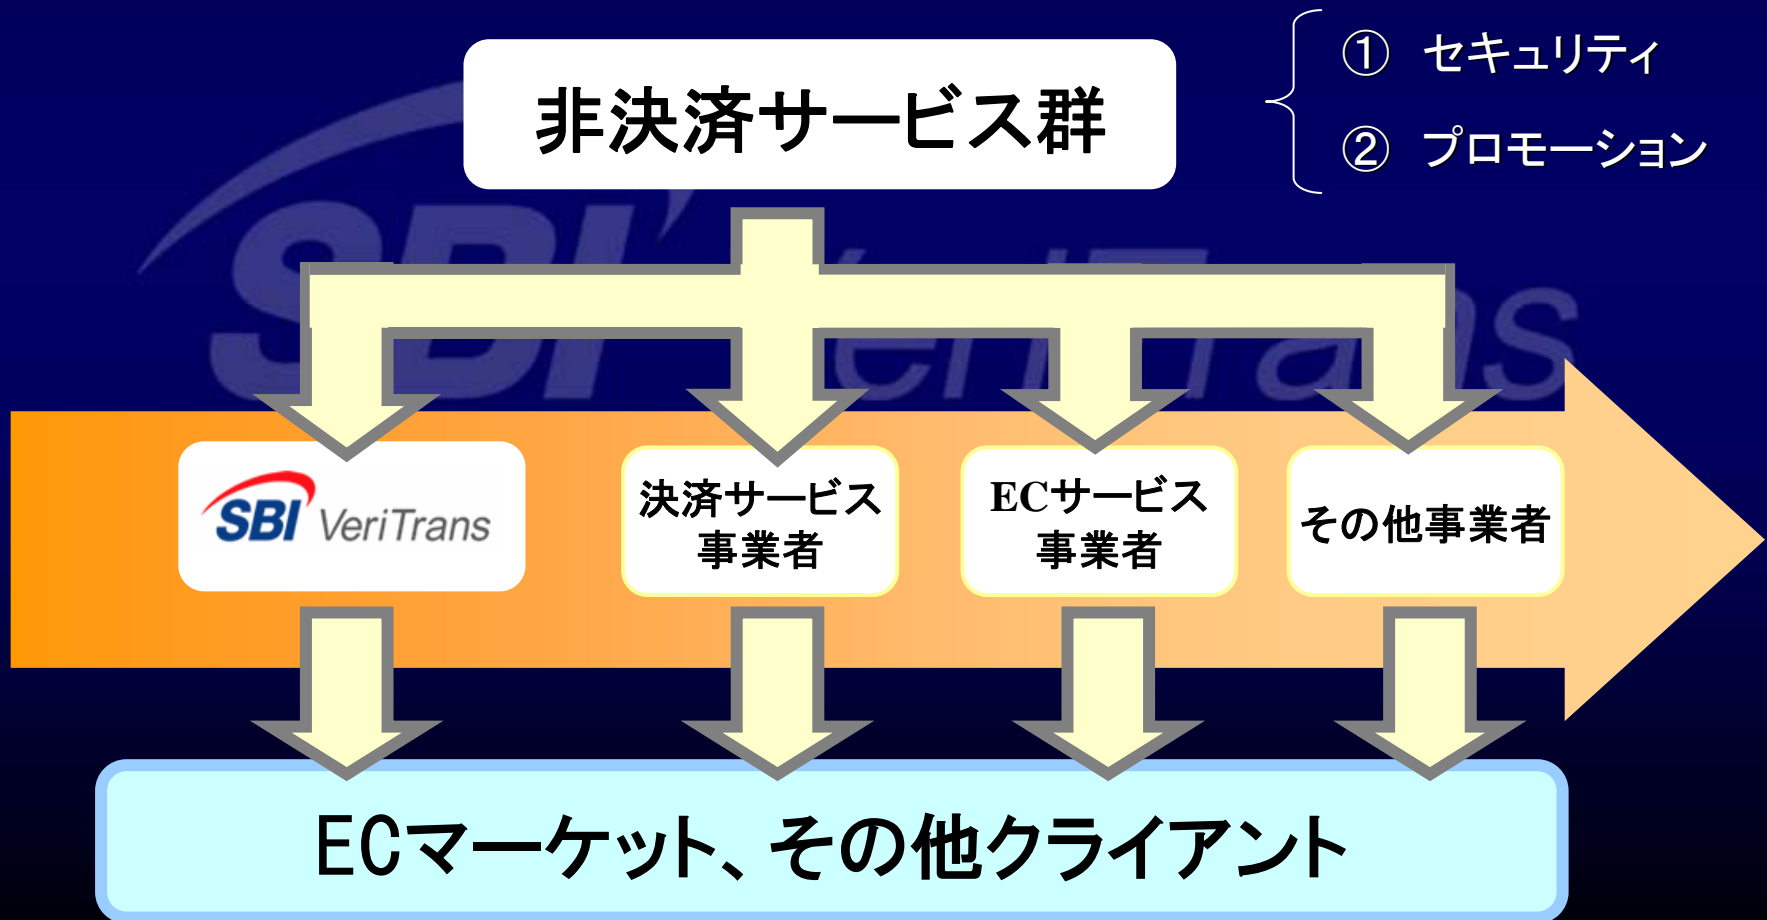 非決済サービス群
① セキュリティ
② プロモーション
SBI VeriTrans
SBI VeriTrans
決済サービス
事業者
ECサービス
事業者
その他事業者
ECマーケット、その他クライアント